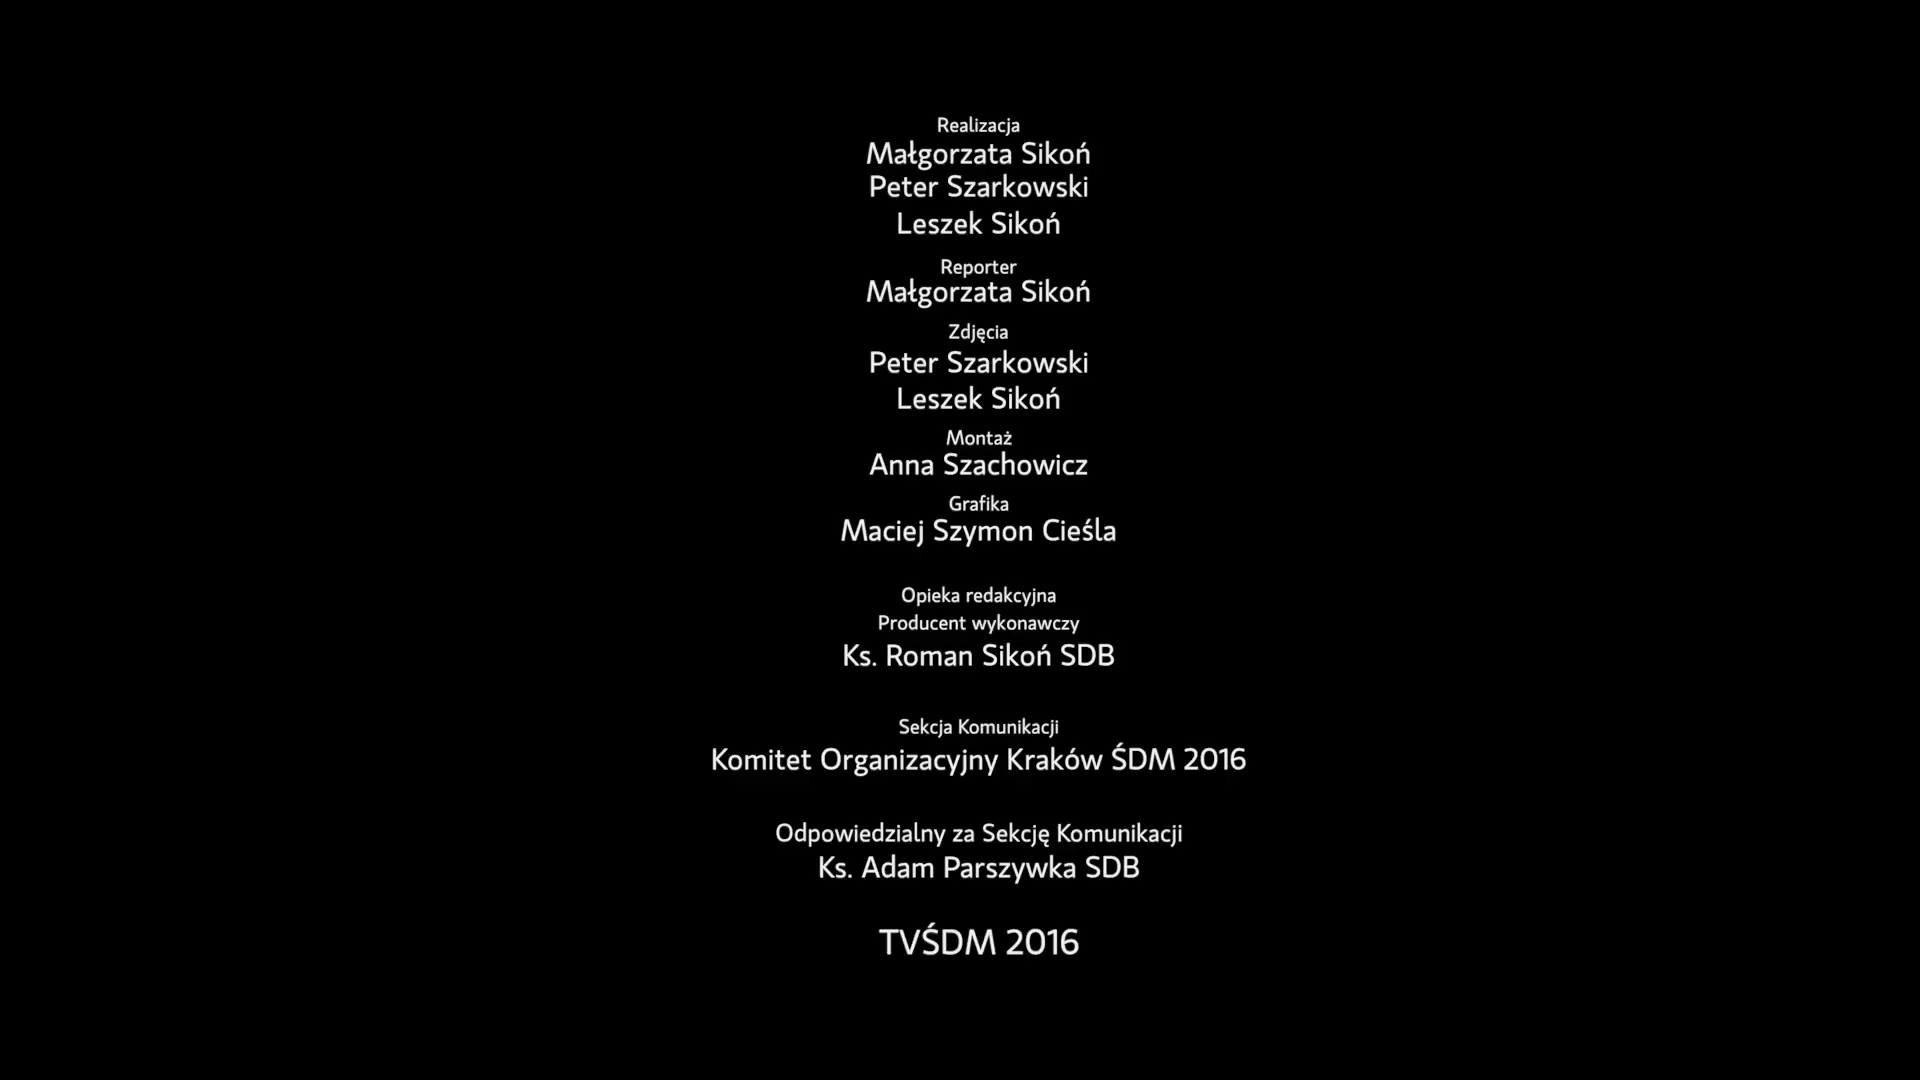 Realizacja
Małgorzata Sikoń
Peter Szarkowski
Leszek Sikoń
Reporter
Małgorzata Sikoń
Zdjęcia
Peter Szarkowski
Leszek Sikoń
Montaż
Anna Szachowicz
Grafika
Maciej Szymon Cieśla
Opieka redakcyjna
Producent wykonawczy
Ks. Roman Sikoń SDB
Sekcja Komunikacji
Komitet Organizacyjny Kraków ŚDM 2016
Odpowiedzialny za Sekcję Komunikacji
Ks. Adam Parszywka SDB
TVŚDM 2016